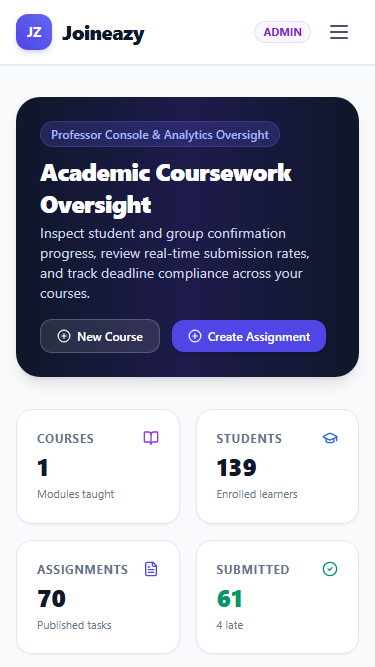 JZ Joineazy ADMIN
Professor Console & Analytics Oversight
Academic Coursework
Oversight
Inspect student and group confirmation
progress, review real-time submission rates,
and track deadline compliance across your
courses.
New Course Create Assignment
COURSES
1
Modules taught
STUDENTS
139
Enrolled learners
ASSIGNMENTS
70
Published tasks
SUBMITTED
61
4 late